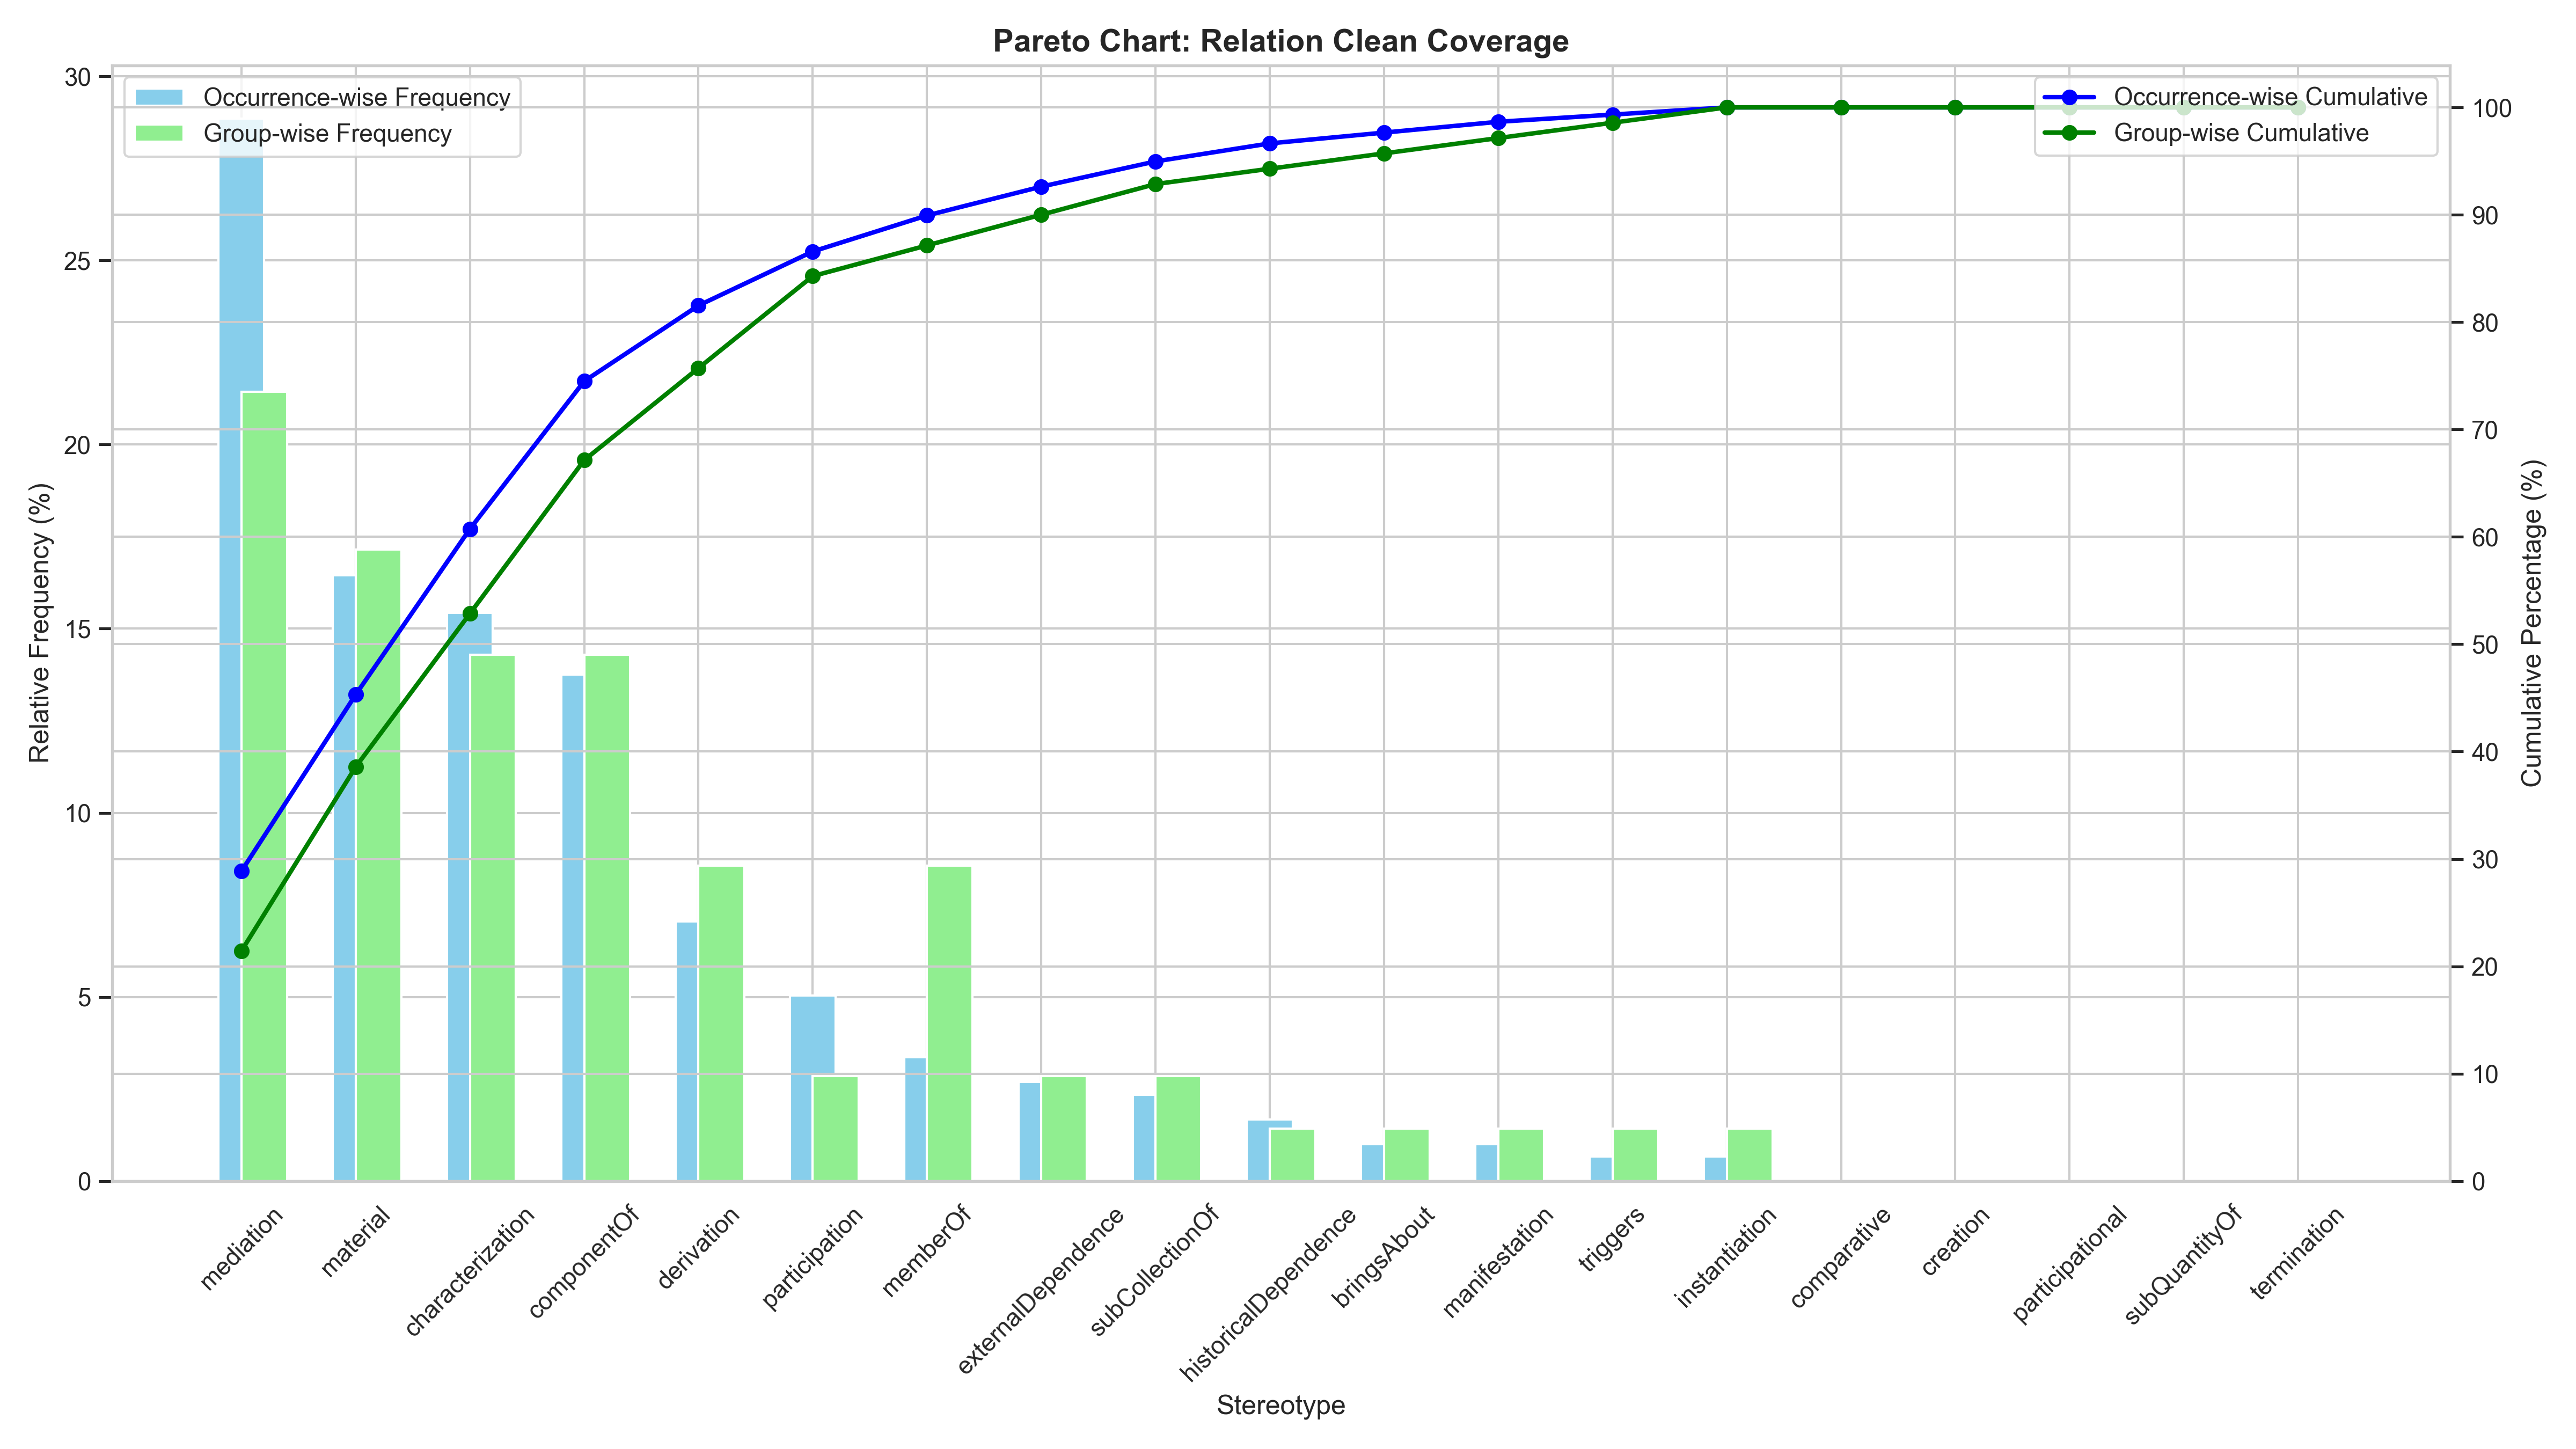 Pareto Chart: Relation Clean Coverage
Occurrence-wise Frequency
Group-wise Frequency
Occurrence-wise Cumulative
Group-wise Cumulative
Relative Frequency (%)
30
25
20
15
10
5
0
Cumulative Percentage (%)
100
90
80
70
60
50
40
30
20
10
0
mediation
material
characterization
componentOf
derivation
participation
memberOf
externalDependence
subCollectionOf
historicalDependence
bringsAbout
manifestation
triggers
instantiation
comparative
creation
participational
subQuantityOf
termination
Stereotype